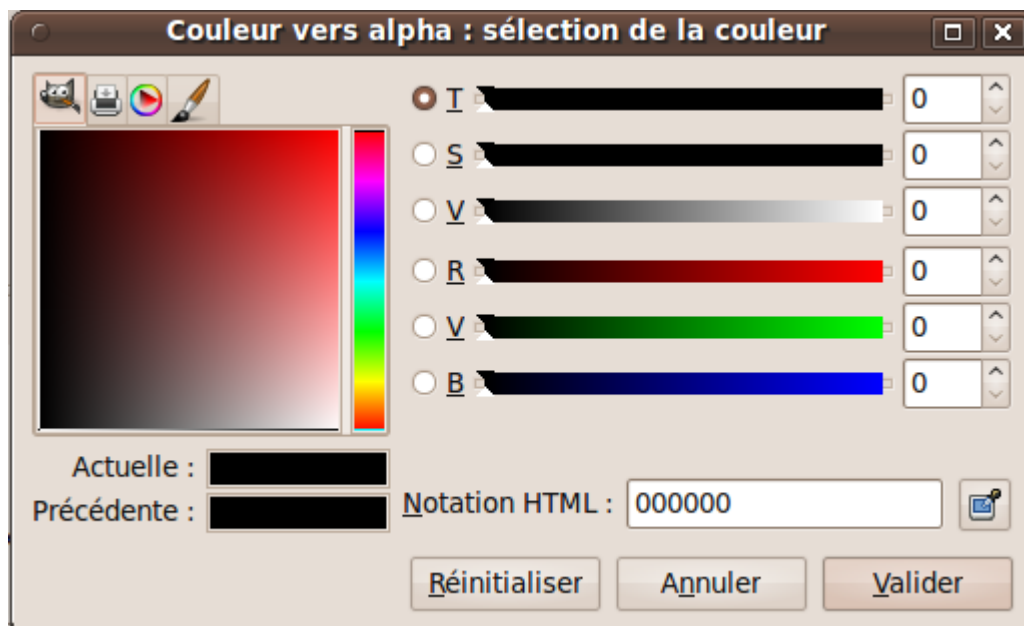 Couleur vers alpha : sélection de la couleur
T 0
S 0
V 0
R 0
V 0
B 0
Actuelle :
Précédente :
Notation HTML : 000000
Réinitialiser Annuler Valider